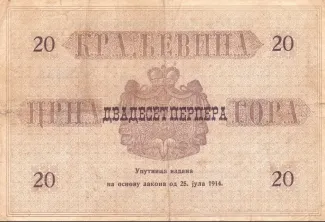 20 КРАЉЕВИНА 20
ЦРНА ДВАДЕСЕТ ПЕРПЕРА ГОРА
Упутница издана
на основу закона од 25. јула 1914.
20 20